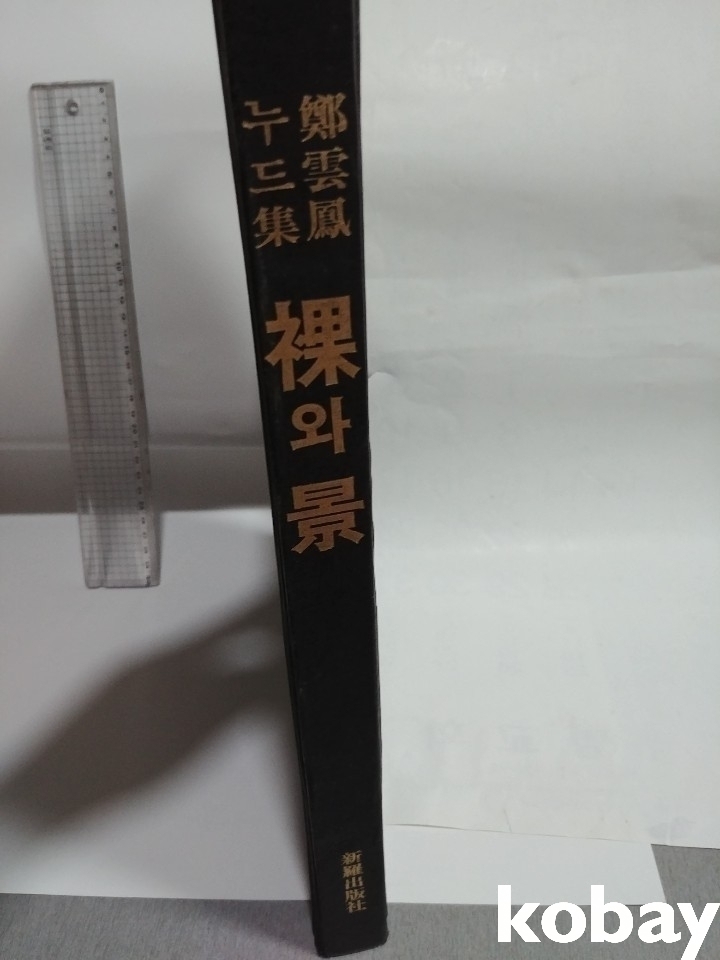 鄭雲鳳
누드集
裸와 景
新羅出版社
kobay